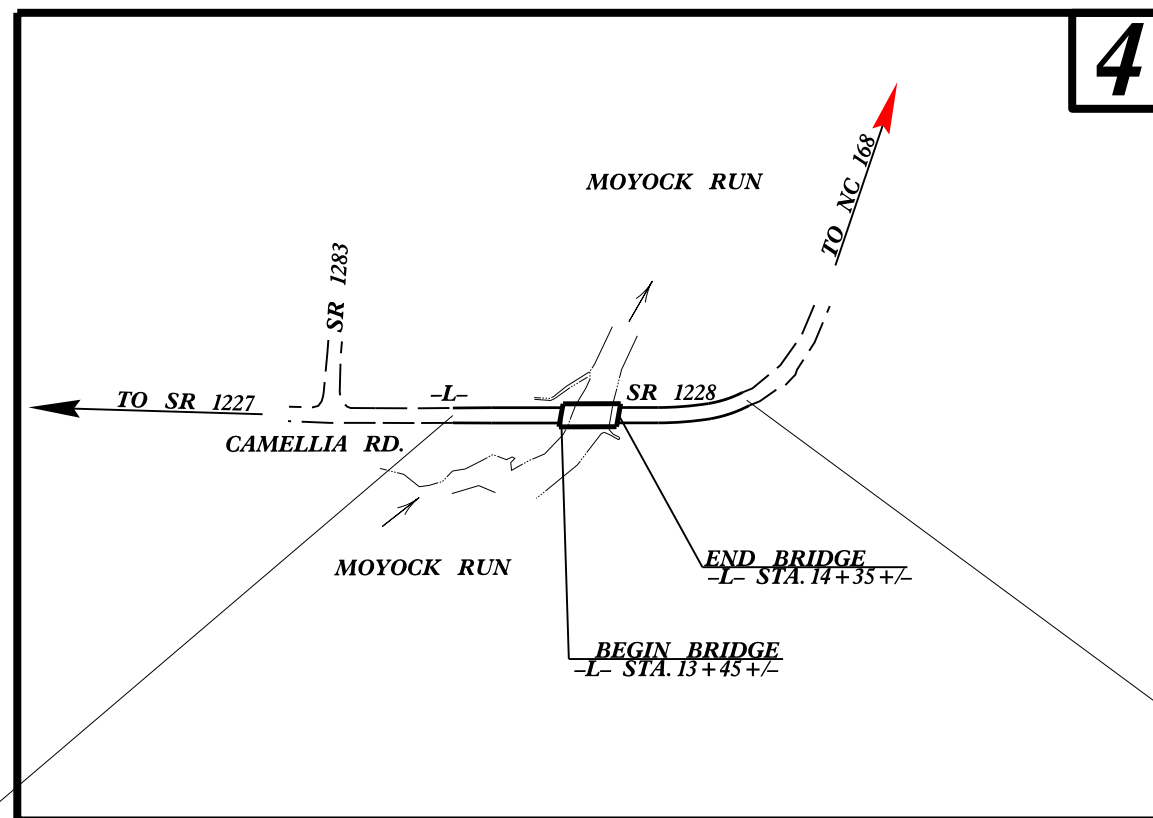 4
MOYOCK RUN
TO NC 168
SR 1283
–L–
SR 1228
TO SR 1227
CAMELLIA RD.
MOYOCK RUN
END BRIDGE
–L– STA. 14+35 +/–
BEGIN BRIDGE
–L– STA. 13+45 +/–